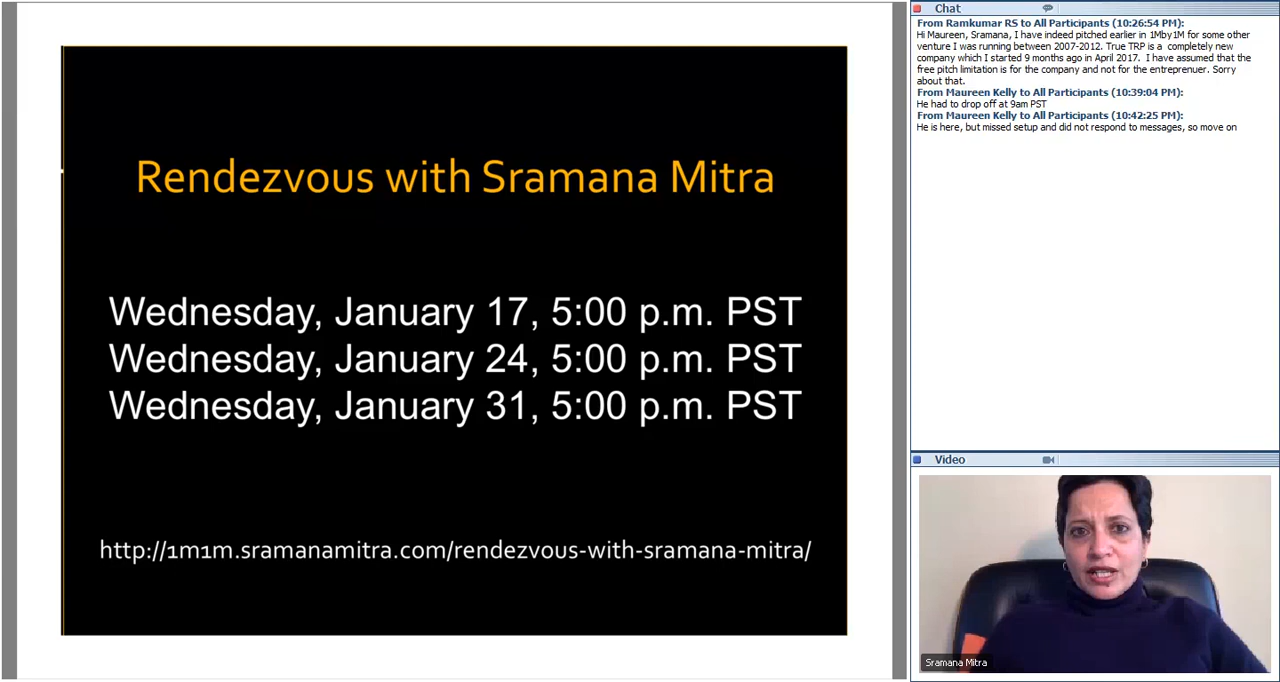 Rendezvous with Sramana Mitra
Wednesday, January 17, 5:00 p.m. PST
Wednesday, January 24, 5:00 p.m. PST
Wednesday, January 31, 5:00 p.m. PST
http://1m1m.sramanamitra.com/rendezvous-with-sramana-mitra/
Chat
From Ramkumar RS to All Participants (10:26:54 PM):
Hi Maureen, Sramana, I have indeed pitched earlier in 1Mby1M for some other
venture I was running between 2007-2012. True TRP is a completely new
company which I started 9 months ago in April 2017. I have assumed that the
free pitch limitation is for the company and not for the entreprenuer. Sorry
about that.
From Maureen Kelly to All Participants (10:39:04 PM):
He had to drop off at 9am PST
From Maureen Kelly to All Participants (10:42:25 PM):
He is here, but missed setup and did not respond to messages, so move on
Video
Sramana Mitra